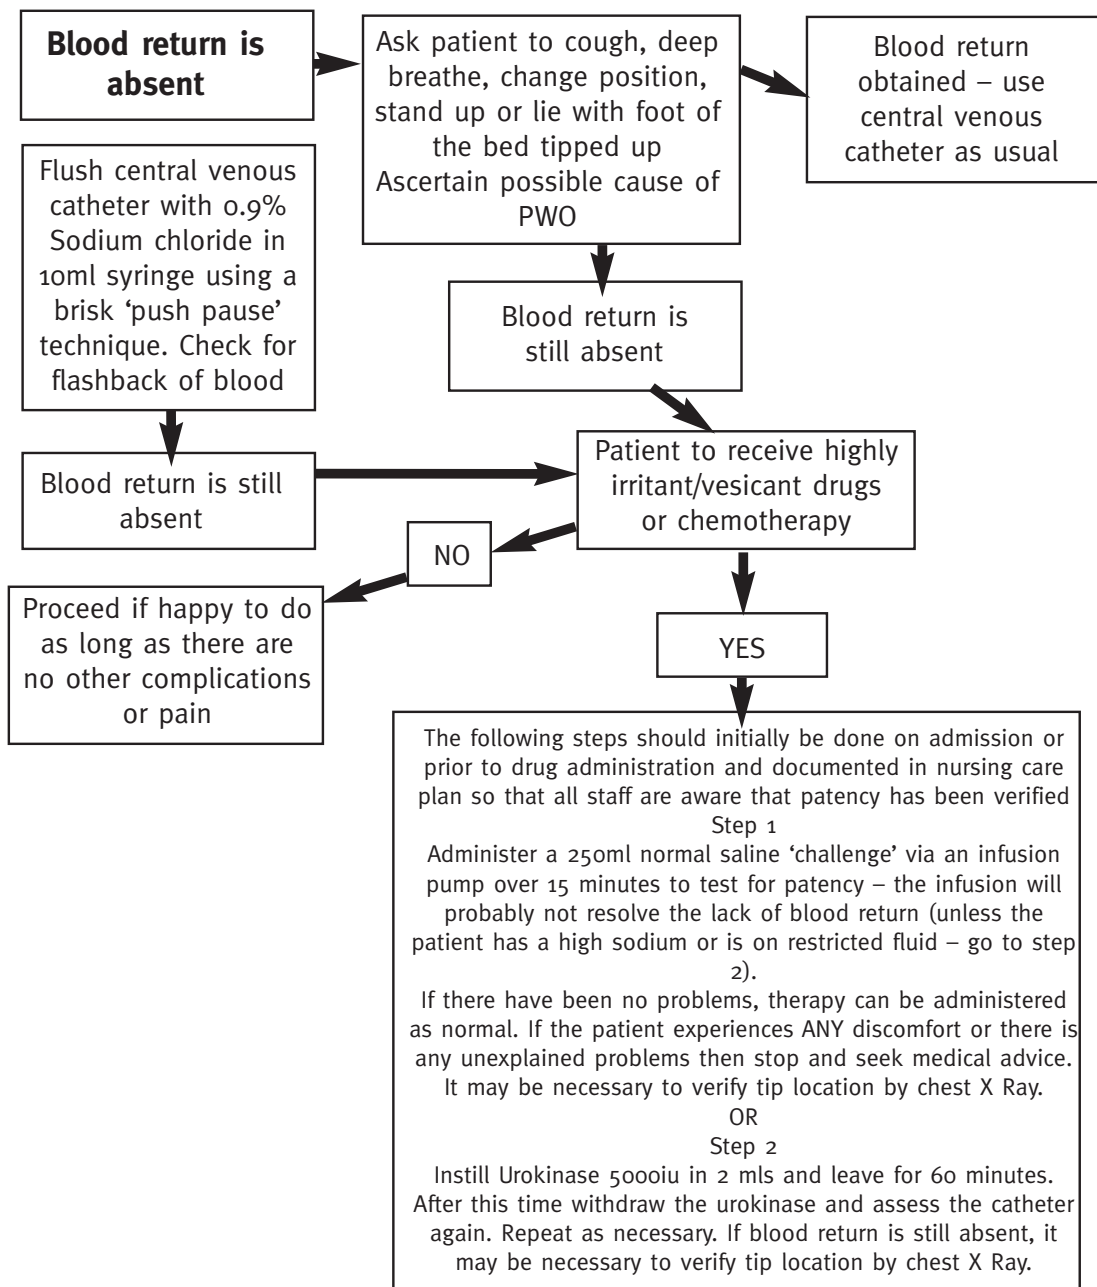 Blood return is
absent
Ask patient to cough, deep
breathe, change position,
stand up or lie with foot of
the bed tipped up
Ascertain possible cause of
PWO
Blood return
obtained – use
central venous
catheter as usual
Flush central venous
catheter with 0.9%
Sodium chloride in
10ml syringe using a
brisk ‘push pause’
technique. Check for
flashback of blood
Blood return is
still absent
Blood return is still
absent
Patient to receive highly
irritant/vesicant drugs
or chemotherapy
NO
Proceed if happy to do
as long as there are
no other complications
or pain
YES
The following steps should initially be done on admission or
prior to drug administration and documented in nursing care
plan so that all staff are aware that patency has been verified
Step 1
Administer a 250ml normal saline ‘challenge’ via an infusion
pump over 15 minutes to test for patency – the infusion will
probably not resolve the lack of blood return (unless the
patient has a high sodium or is on restricted fluid – go to step
2).
If there have been no problems, therapy can be administered
as normal. If the patient experiences ANY discomfort or there is
any unexplained problems then stop and seek medical advice.
It may be necessary to verify tip location by chest X Ray.
OR
Step 2
Instill Urokinase 5000iu in 2 mls and leave for 60 minutes.
After this time withdraw the urokinase and assess the catheter
again. Repeat as necessary. If blood return is still absent, it
may be necessary to verify tip location by chest X Ray.